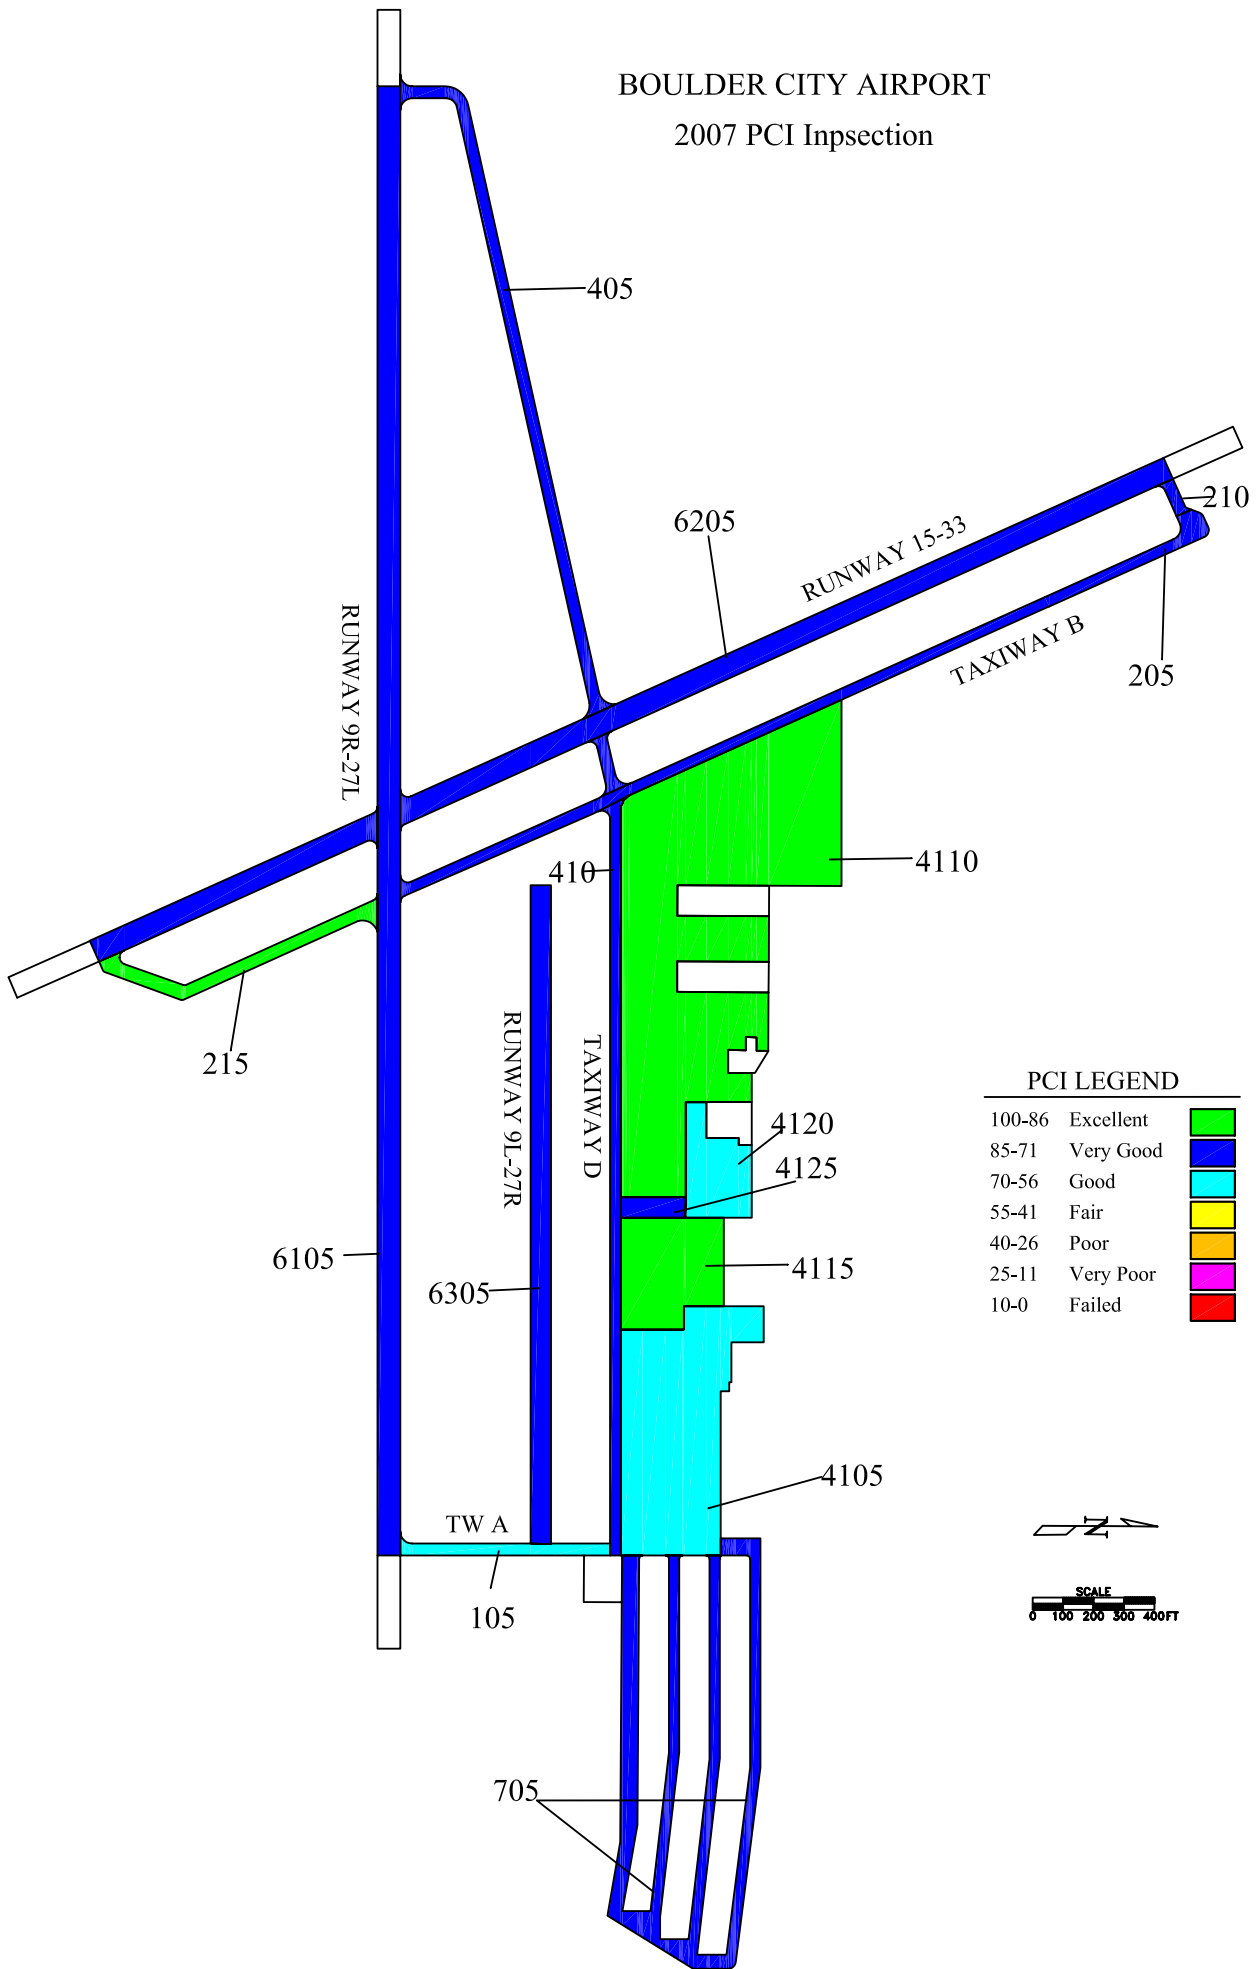 BOULDER CITY AIRPORT
2007 PCI Inpsection
405
210
6205
RUNWAY 15-33
TAXIWAY B
205
RUNWAY 9R-27L
410
4110
215
RUNWAY 9L-27R
TAXIWAY D
4120
4125
6105
6305
4115
PCI LEGEND
100-86 Excellent
85-71 Very Good
70-56 Good
55-41 Fair
40-26 Poor
25-11 Very Poor
10-0 Failed
4105
TW A
105
N
SCALE
0 100 200 300 400FT
705